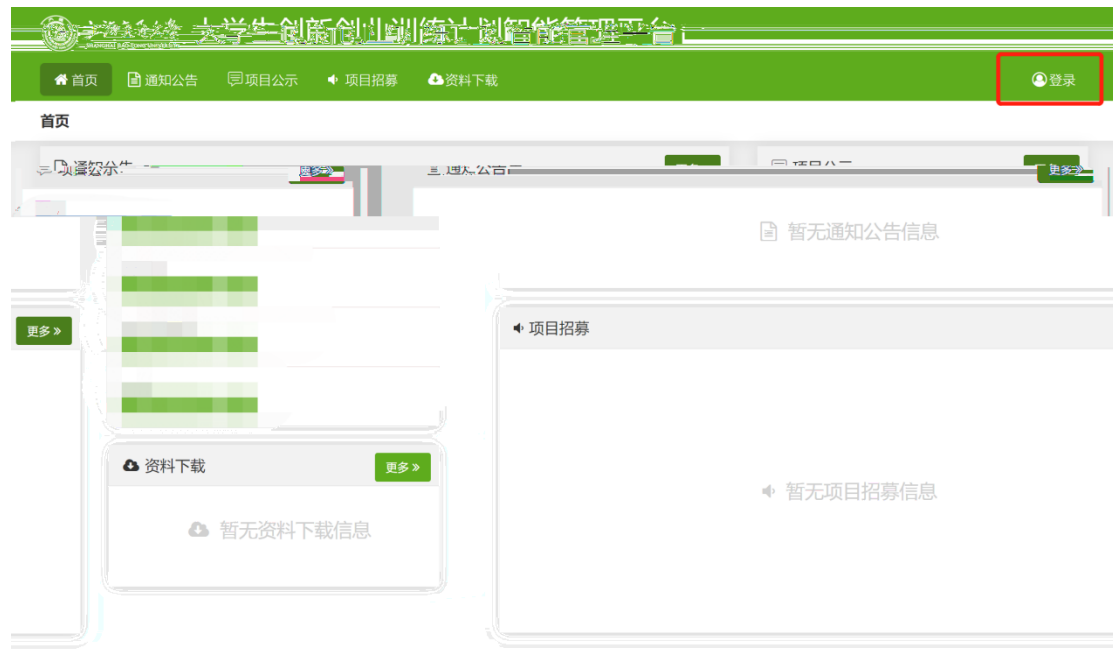 大学生创新创业训练计划智能管理平台
首页 通知公告 项目公示 项目招募 资料下载 登录
首页
通知公告 更多»
暂无通知公告信息
更多» 项目招募
资料下载 更多»
暂无项目招募信息
暂无资料下载信息